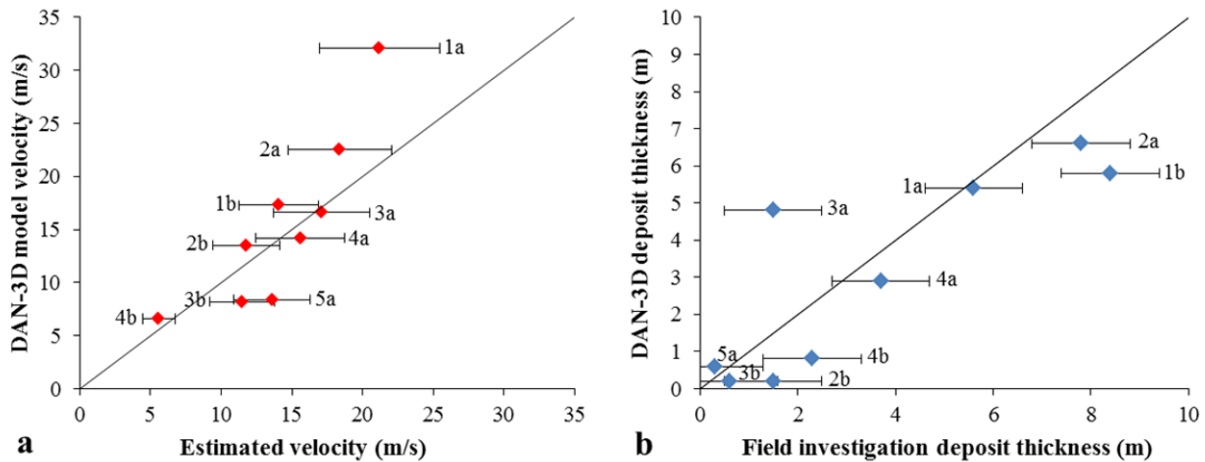 DAN-3D model velocity (m/s)
35
30
25
20
15
10
5
0
1a
2a
1b
3a
2b
4a
3b
5a
4b
0 5 10 15 20 25 30 35
a
Estimated velocity (m/s)
DAN-3D deposit thickness (m)
10
9
8
7
6
5
4
3
2
1
0
2a
1b
1a
3a
4a
5a
4b
3b
2b
0 2 4 6 8 10
b
Field investigation deposit thickness (m)